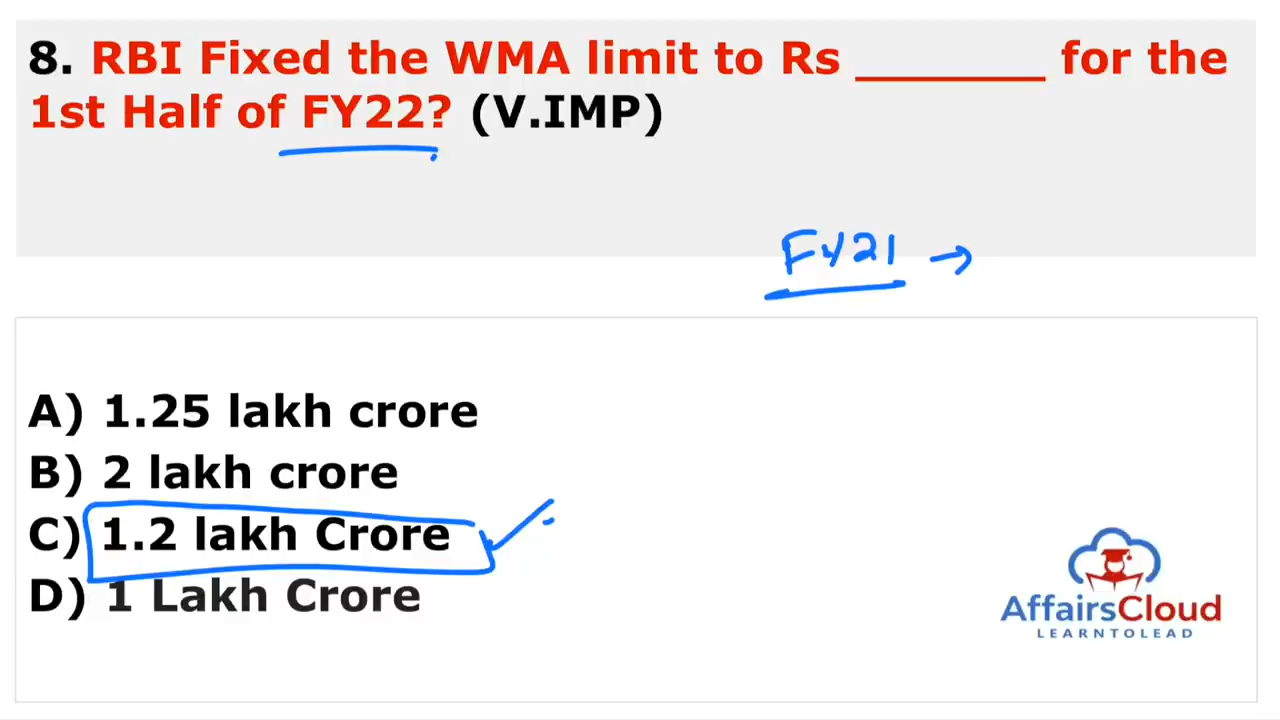 8. RBI Fixed the WMA limit to Rs _______ for the
1st Half of FY22? (V.IMP)
FY21 →
A) 1.25 lakh crore
B) 2 lakh crore
C) 1.2 lakh Crore
D) 1 Lakh Crore
AffairsCloud
LEARNTOLEAD